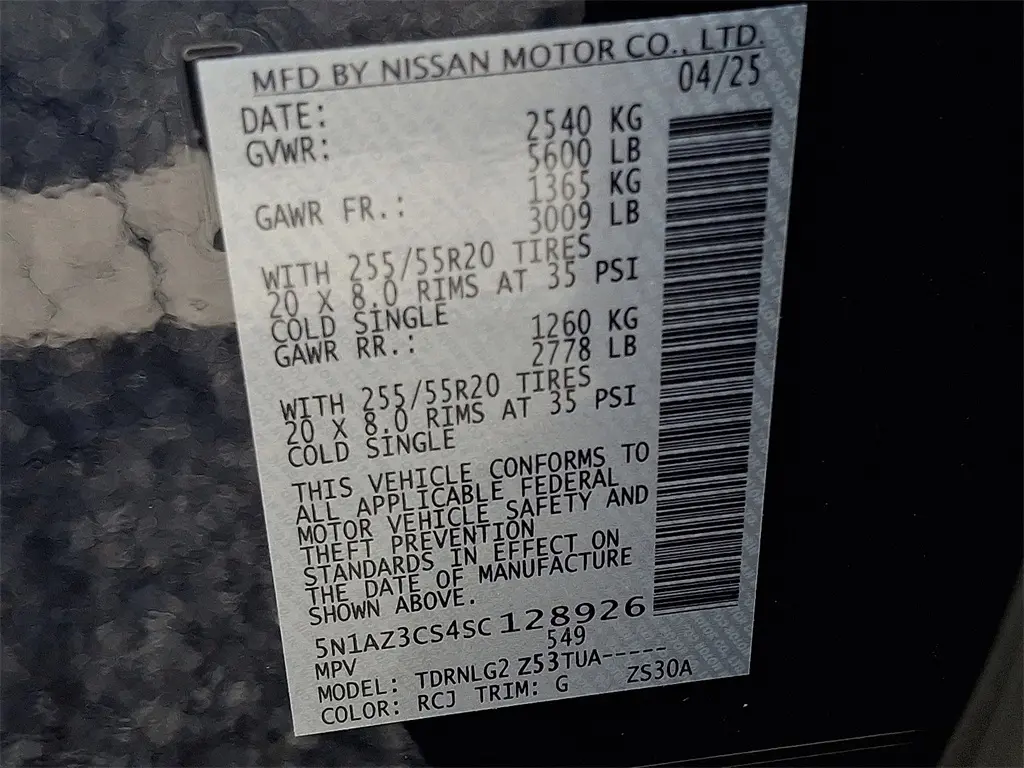 MFD BY NISSAN MOTOR CO., LTD.
DATE: 04/25
GVWR: 2540 KG
5600 LB
GAWR FR.: 1365 KG
3009 LB
WITH 255/55R20 TIRES
20 X 8.0 RIMS AT 35 PSI
COLD SINGLE
GAWR RR.: 1260 KG
2778 LB
WITH 255/55R20 TIRES
20 X 8.0 RIMS AT 35 PSI
COLD SINGLE
THIS VEHICLE CONFORMS TO
ALL APPLICABLE FEDERAL
MOTOR VEHICLE SAFETY AND
THEFT PREVENTION
STANDARDS IN EFFECT ON
THE DATE OF MANUFACTURE
SHOWN ABOVE.
5N1AZ3CS4SC128926
MPV 549
MODEL: TDRNLG2 Z53TUA-----
COLOR: RCJ TRIM: G ZS30A